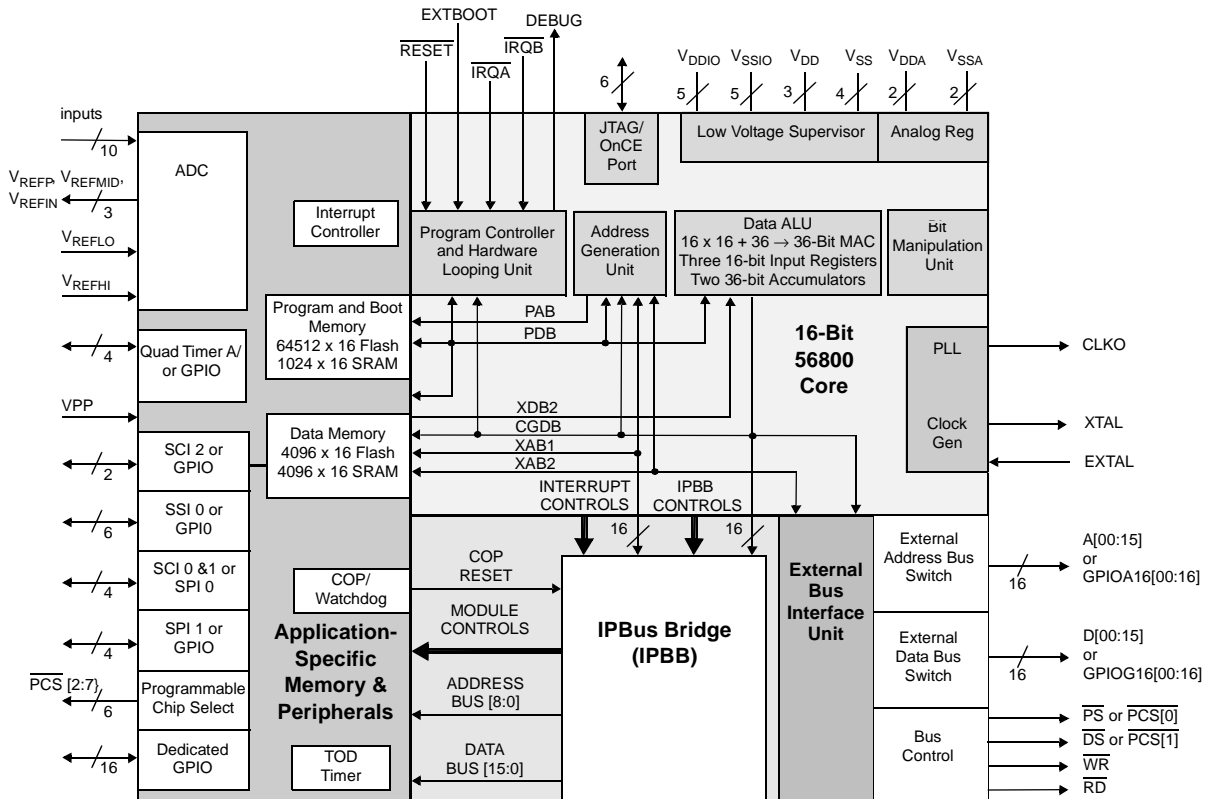 EXTBOOT
DEBUG
RESET
IRQB
IRQA
6
VDDIO
VSSIO
VDD
VSS
VDDA
VSSA
5
5
3
4
2
2
JTAG/
OnCE
Port
Low Voltage Supervisor
Analog Reg
inputs
10
ADC
VREFP, VREFMID,
VREFIN
3
VREFLO
VREFHI
Interrupt
Controller
Program Controller
and Hardware
Looping Unit
Address
Generation
Unit
Data ALU
16 x 16 + 36 → 36-Bit MAC
Three 16-bit Input Registers
Two 36-bit Accumulators
Bit
Manipulation
Unit
Program and Boot
Memory
64512 x 16 Flash
1024 x 16 SRAM
PAB
PDB
16-Bit
56800
Core
PLL
Clock
Gen
CLKO
XTAL
EXTAL
4
Quad Timer A/
or GPIO
VPP
Data Memory
4096 x 16 Flash
4096 x 16 SRAM
XDB2
CGDB
XAB1
XAB2
SCI 2 or
GPIO
2
SSI 0 or
GPI0
6
SCI 0 &1 or
SPI 0
4
SPI 1 or
GPIO
4
PCS [2:7}
6
Programmable
Chip Select
Dedicated
GPIO
16
INTERRUPT
CONTROLS
16
IPBB
CONTROLS
16
COP/
Watchdog
COP
RESET
MODULE
CONTROLS
Application-
Specific
Memory &
Peripherals
ADDRESS
BUS [8:0]
DATA
BUS [15:0]
TOD
Timer
IPBus Bridge
(IPBB)
External
Bus
Interface
Unit
External
Address Bus
Switch
16
A[00:15]
or
GPIOA16[00:16]
External
Data Bus
Switch
16
D[00:15]
or
GPIOG16[00:16]
Bus
Control
PS or PCS[0]
DS or PCS[1]
WR
RD